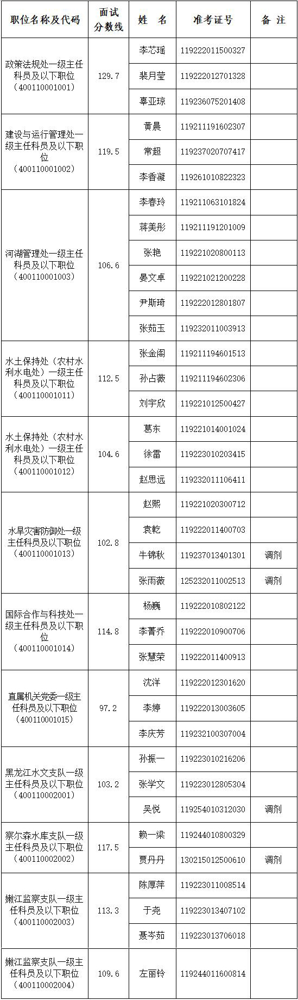 职位名称及代码 面试 姓 名 准考证号 备 注
分数线
政策法规处一级主任
科员及以下职位
（400110001001）
129.7
李芯瑶 119222011500327
裴月莹 119222012701328
辜亚琼 119236075201408
建设与运行管理处一
级主任科员及以下职
位
（400110001002）
119.5
黄晨 119211191602307
常超 119237020707417
李香凝 119261010822323
河湖管理处一级主任
科员及以下职位
（400110001003）
106.6
李春玲 119211063101824
蒋美彤 119211191201009
张艳 119221020800113
晏文卓 119221021200228
尹斯琦 119222012801807
张茹玉 119232011003913
水土保持处（农村水
利水电处）一级主任
科员及以下职位
（400110001011）
112.5
张金阁 119211194601513
孙占薇 119211194602306
刘宇欣 119221012500427
水土保持处（农村水
利水电处）一级主任
科员及以下职位
（400110001012）
104.6
葛东 119221014001024
徐雷 119223010203415
赵思远 119232011106411
水旱灾害防御处一级
主任科员及以下职位
（400110001013）
102.8
赵熙 119221020300712
袁乾 119222011400703
牛锦秋 119237013401301 调剂
张雨薇 125232011002513 调剂
国际合作与科技处一
级主任科员及以下职
位
（400110001014）
114.8
杨巍 119222010802122
李菁乔 119222010900706
张慧荣 119222011400913
直属机关党委一级主
任科员及以下职位
（400110001015）
97.2
沈洋 119222012301620
李婷 119222013003605
李庆芳 119232100307004
黑龙江水文支队一级
主任科员及以下职位
（400110002001）
103.2
孙振一 119223010216206
张学文 119223012805304
吴悦 119254010312030 调剂
察尔森水库支队一级
主任科员及以下职位
（400110002002）
117.5
赖一梁 119244010800329
贾丹丹 130215012500610 调剂
嫩江监察支队一级主
任科员及以下职位
（400110002003）
113.3
陈厚萍 119223011008514
于尧 119223013407102
聂岑茹 119223013706018
嫩江监察支队一级主
任科员及以下职位
（400110002004）
109.6
左丽铃 119244011600814